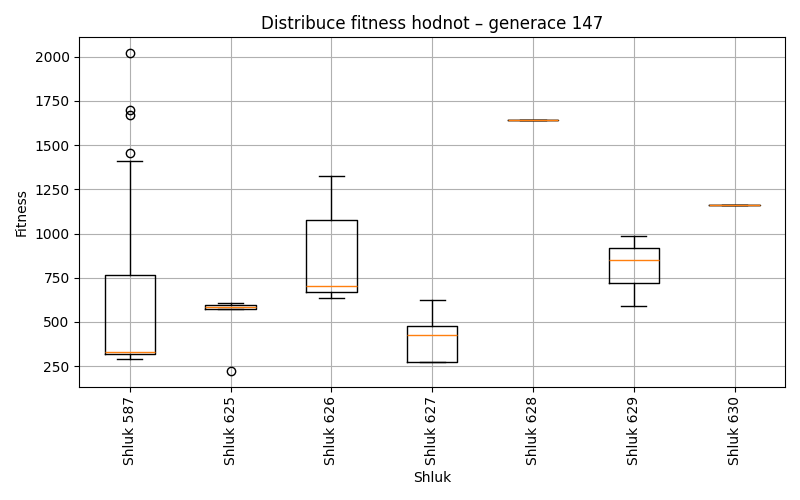 Distribuce fitness hodnot – generace 147
Fitness
2000
1750
1500
1250
1000
750
500
250
Shluk 587
Shluk 625
Shluk 626
Shluk 627
Shluk 628
Shluk 629
Shluk 630
Shluk